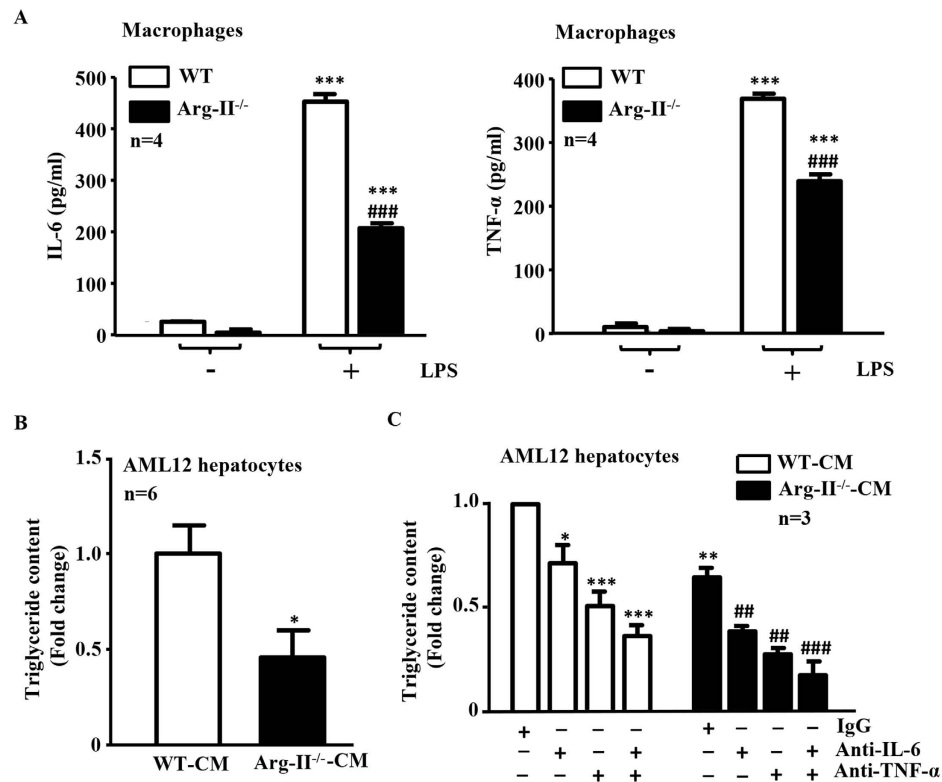 A
Macrophages
WT
Arg-II-/-
n=4
***
***
###
IL-6 (pg/ml)
500
400
300
200
100
0
-
+
LPS
Macrophages
WT
Arg-II-/-
n=4
***
***
###
TNF-α (pg/ml)
400
300
200
100
0
-
+
LPS
B
AML12 hepatocytes
n=6
*
Triglyceride content
(Fold change)
1.5
1.0
0.5
0
WT-CM
Arg-II-/--CM
C
AML12 hepatocytes
WT-CM
Arg-II-/--CM
n=3
* *** *** ** ## ## ###
Triglyceride content
(Fold change)
1.0
0.5
0
+ – – – + – – – IgG
– + – + – + – + Anti-IL-6
– – + + – – + + Anti-TNF-α